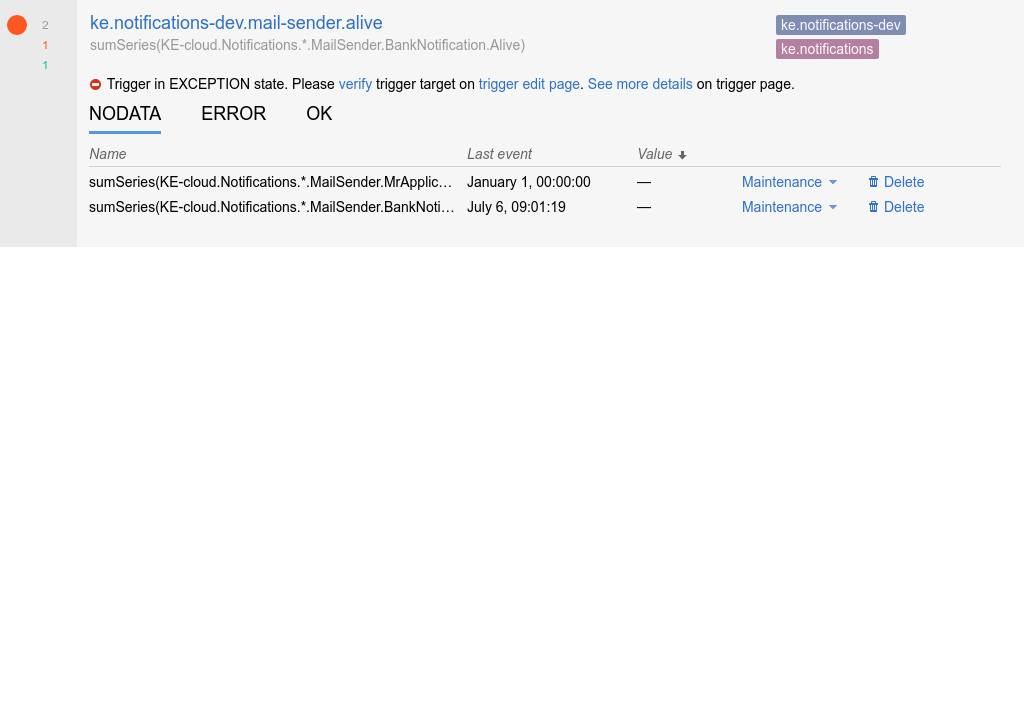 2
1
1
ke.notifications-dev.mail-sender.alive
sumSeries(KE-cloud.Notifications.*.MailSender.BankNotification.Alive)
ke.notifications-dev
ke.notifications
Trigger in EXCEPTION state. Please verify trigger target on trigger edit page. See more details on trigger page.
NODATA ERROR OK
Name Last event Value
sumSeries(KE-cloud.Notifications.*.MailSender.MrApplic… January 1, 00:00:00 — Maintenance Delete
sumSeries(KE-cloud.Notifications.*.MailSender.BankNoti… July 6, 09:01:19 — Maintenance Delete